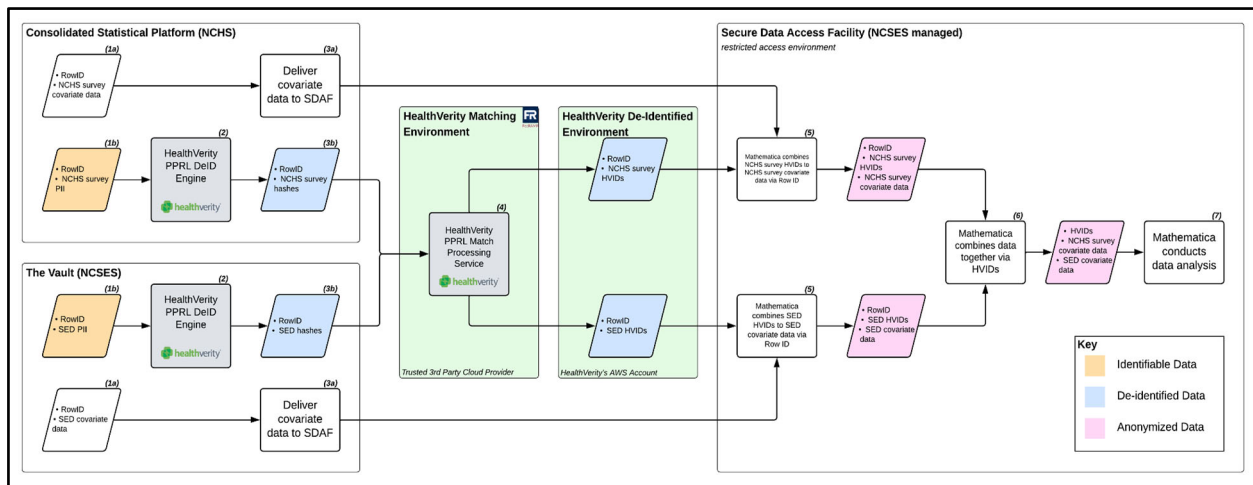 Consolidated Statistical Platform (NCHS)
(1a)
• RowID
• NCHS survey
covariate data
(3a)
Deliver
covariate
data to SDAF
(1b)
• RowID
• NCHS survey
PII
(2)
HealthVerity
PPRL DeID
Engine
healthverity
(3b)
• RowID
• NCHS survey
hashes
The Vault (NCSES)
(1b)
• RowID
• SED PII
(2)
HealthVerity
PPRL DeID
Engine
healthverity
(3b)
• RowID
• SED hashes
(1a)
• RowID
• SED covariate
data
(3a)
Deliver
covariate
data to SDAF
HealthVerity Matching
Environment
FR
(4)
HealthVerity
PPRL Match
Processing
Service
healthverity
Trusted 3rd Party Cloud Provider
HealthVerity De-Identified
Environment
• RowID
• NCHS survey
HVIDs
• RowID
• SED HVIDs
HealthVerity's AWS Account
Secure Data Access Facility (NCSES managed)
restricted access environment
(5)
Mathematica combines
NCHS survey HVIDs to
NCHS survey covariate
data via Row ID
• RowID
• NCHS survey
HVIDs
• NCHS survey
covariate data
(5)
Mathematica
combines SED
HVIDs to SED
covariate data via
Row ID
• RowID
• SED HVIDs
• SED covariate
data
(6)
Mathematica
combines data
together via
HVIDs
• HVIDs
• NCHS survey
covariate data
• SED covariate
data
(7)
Mathematica
conducts
data analysis
Key
Identifiable Data
De-identified Data
Anonymized Data